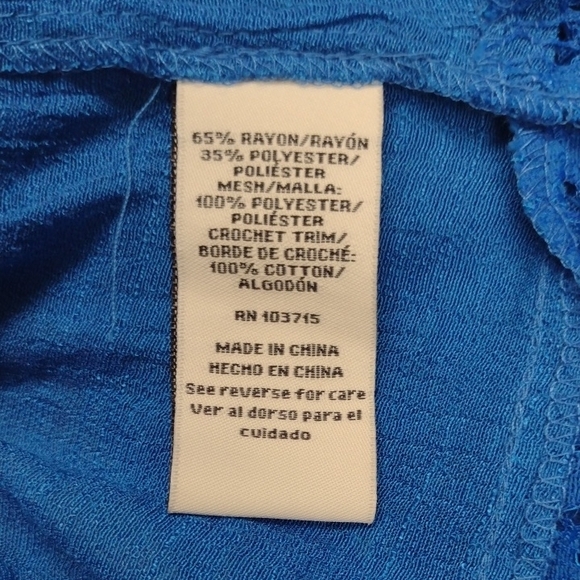 65% RAYON/RAYÓN
35% POLYESTER/
POLIÉSTER
MESH/MALLA:
100% POLYESTER/
POLIÉSTER
CROCHET TRIM/
BORDE DE CROCHÉ:
100% COTTON/
ALGODÓN
RN 103715
MADE IN CHINA
HECHO EN CHINA
See reverse for care
Ver al dorso para el
cuidado